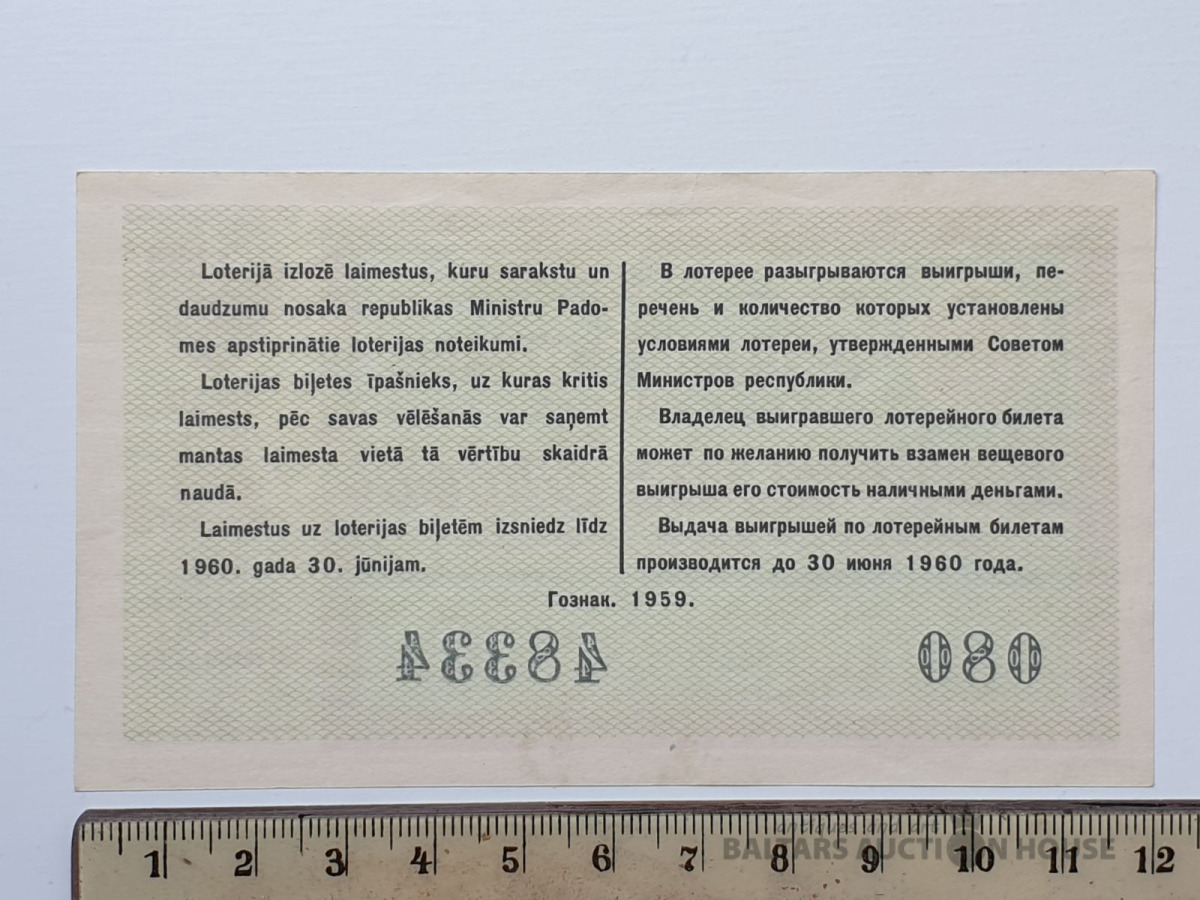 Loterijā izlozē laimestus, kuru sarakstu un
daudzumu nosaka republikas Ministru Pado-
mes apstiprinātie loterijas noteikumi.
Loterijas biļetes īpašnieks, uz kuras kritis
laimests, pēc savas vēlēšanās var saņemt
mantas laimesta vietā tā vērtību skaidrā
naudā.
Laimestus uz loterijas biļetēm izsniedz līdz
1960. gada 30. jūnijam.
В лотерее разыгрываются выигрыши, пе-
речень и количество которых установлены
условиями лотереи, утвержденными Советом
Министров республики.
Владелец выигравшего лотерейного билета
может по желанию получить взамен вещевого
выигрыша его стоимость наличными деньгами.
Выдача выигрышей по лотерейным билетам
производится до 30 июня 1960 года.
Гознак. 1959.
48334 080
antiques and art
BALTARS AUCTION HOUSE
1 2 3 4 5 6 7 8 9 10 11 12